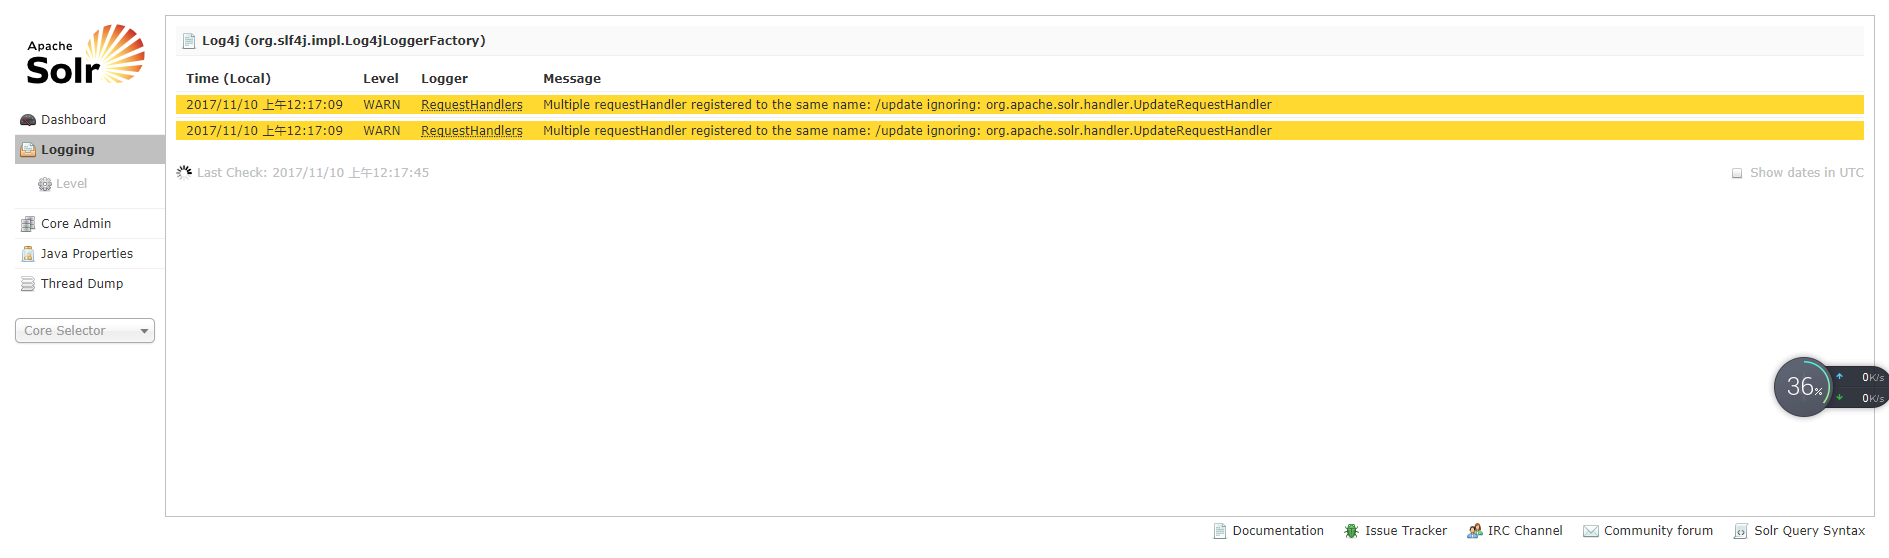 Apache
Solr
Dashboard
Logging
Level
Core Admin
Java Properties
Thread Dump
Core Selector
Log4j (org.slf4j.impl.Log4jLoggerFactory)
Time (Local) Level Logger Message
2017/11/10 上午12:17:09 WARN RequestHandlers Multiple requestHandler registered to the same name: /update ignoring: org.apache.solr.handler.UpdateRequestHandler
2017/11/10 上午12:17:09 WARN RequestHandlers Multiple requestHandler registered to the same name: /update ignoring: org.apache.solr.handler.UpdateRequestHandler
Last Check: 2017/11/10 上午12:17:45 Show dates in UTC
36% 0K/s
0K/s
Documentation Issue Tracker IRC Channel Community forum Solr Query Syntax